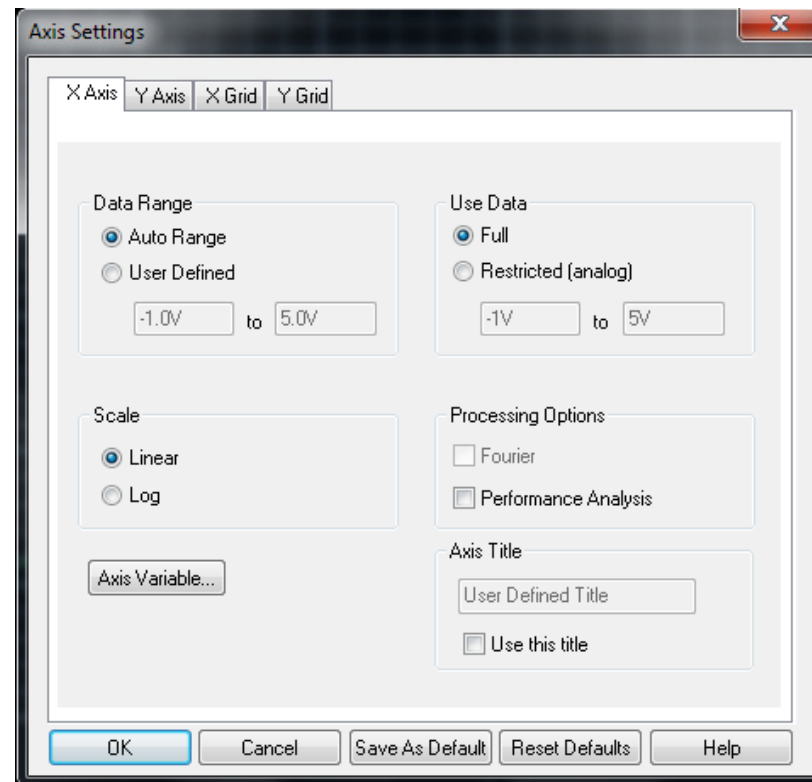 Axis Settings
X Axis Y Axis X Grid Y Grid
Data Range
Auto Range
User Defined
-1.0V to 5.0V
Use Data
Full
Restricted (analog)
-1V to 5V
Scale
Linear
Log
Processing Options
Fourier
Performance Analysis
Axis Variable...
Axis Title
User Defined Title
Use this title
OK Cancel Save As Default Reset Defaults Help